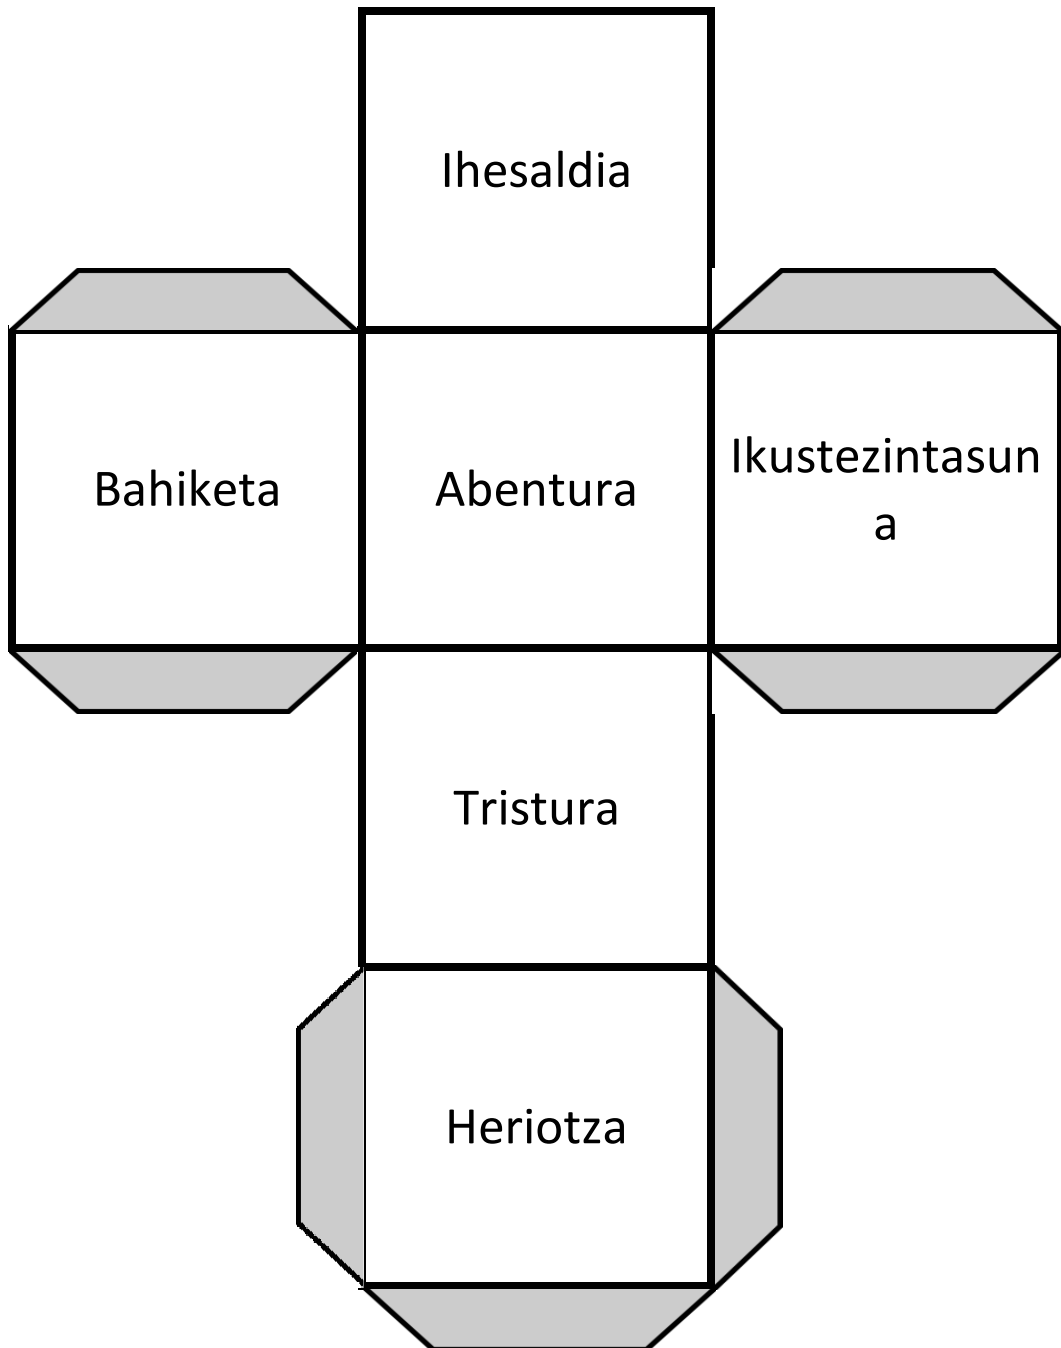 Ihesaldia
Bahiketa
Abentura
Ikustezintasun
a
Tristura
Heriotza